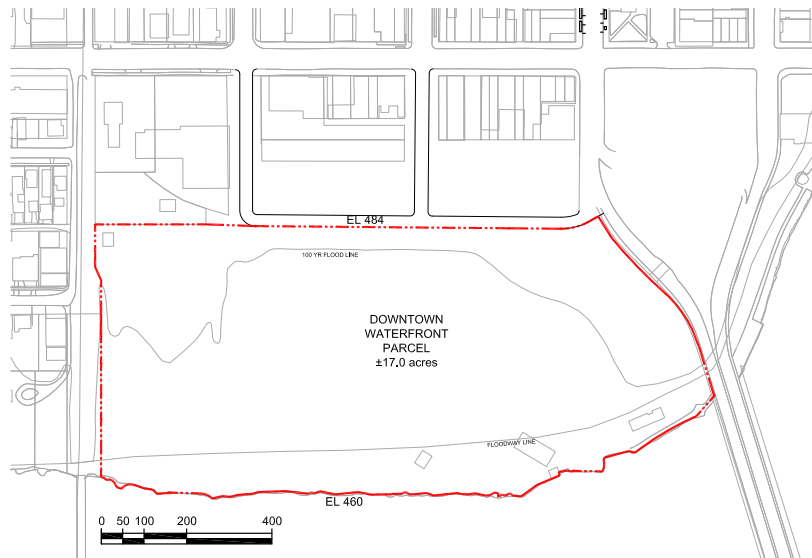 EL 484
100 YR FLOOD LINE
DOWNTOWN
WATERFRONT
PARCEL
±17.0 acres
FLOODWAY LINE
EL 460
0 50 100 200 400